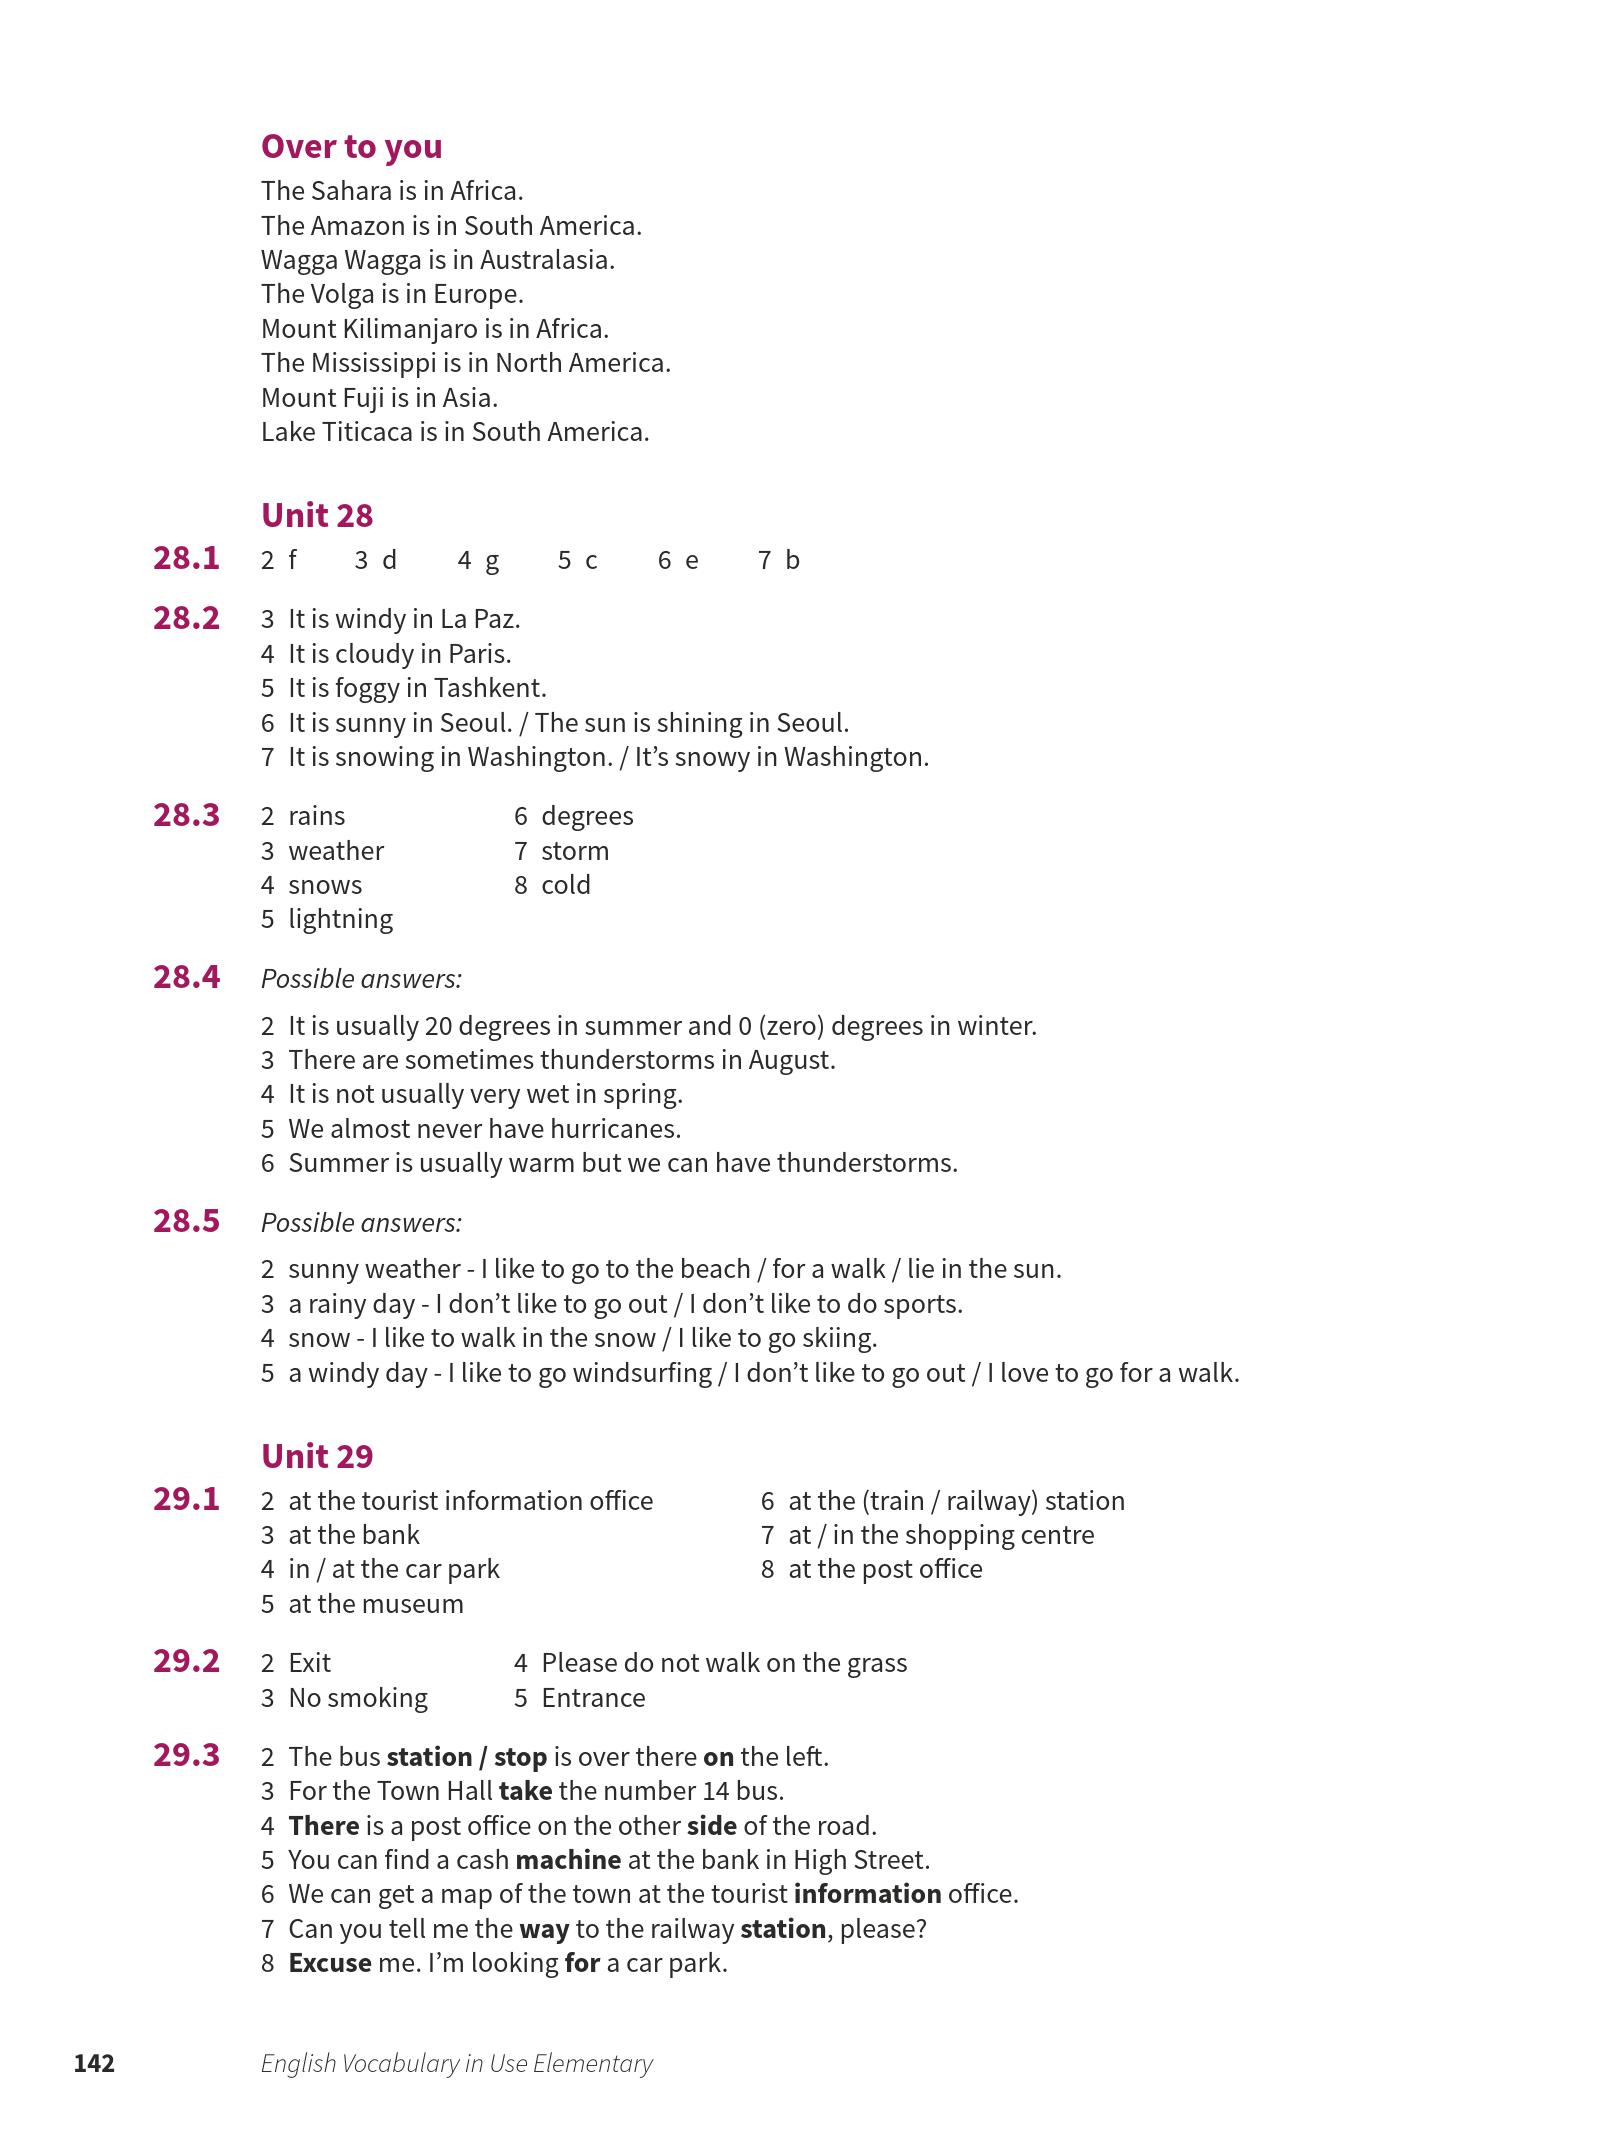 Over to you
The Sahara is in Africa.
The Amazon is in South America.
Wagga Wagga is in Australasia.
The Volga is in Europe.
Mount Kilimanjaro is in Africa.
The Mississippi is in North America.
Mount Fuji is in Asia.
Lake Titicaca is in South America.
Unit 28
28.1 2 f 3 d 4 g 5 c 6 e 7 b
28.2 3 It is windy in La Paz.
4 It is cloudy in Paris.
5 It is foggy in Tashkent.
6 It is sunny in Seoul. / The sun is shining in Seoul.
7 It is snowing in Washington. / It’s snowy in Washington.
28.3 2 rains 6 degrees
3 weather 7 storm
4 snows 8 cold
5 lightning
28.4 Possible answers:
2 It is usually 20 degrees in summer and 0 (zero) degrees in winter.
3 There are sometimes thunderstorms in August.
4 It is not usually very wet in spring.
5 We almost never have hurricanes.
6 Summer is usually warm but we can have thunderstorms.
28.5 Possible answers:
2 sunny weather - I like to go to the beach / for a walk / lie in the sun.
3 a rainy day - I don’t like to go out / I don’t like to do sports.
4 snow - I like to walk in the snow / I like to go skiing.
5 a windy day - I like to go windsurfing / I don’t like to go out / I love to go for a walk.
Unit 29
29.1 2 at the tourist information office 6 at the (train / railway) station
3 at the bank 7 at / in the shopping centre
4 in / at the car park 8 at the post office
5 at the museum
29.2 2 Exit 4 Please do not walk on the grass
3 No smoking 5 Entrance
29.3 2 The bus station / stop is over there on the left.
3 For the Town Hall take the number 14 bus.
4 There is a post office on the other side of the road.
5 You can find a cash machine at the bank in High Street.
6 We can get a map of the town at the tourist information office.
7 Can you tell me the way to the railway station, please?
8 Excuse me. I’m looking for a car park.
142 English Vocabulary in Use Elementary